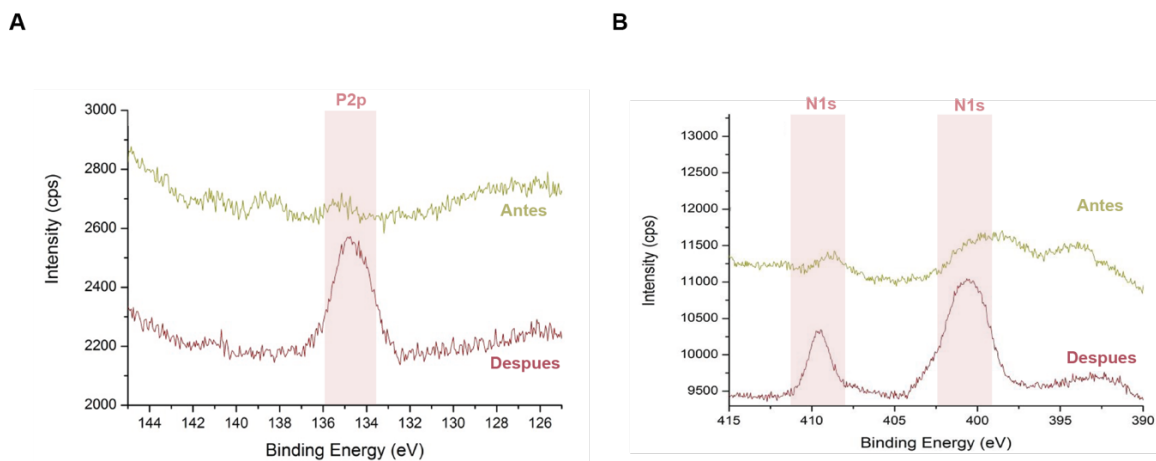 A
B
P2p
3000
2800
2600
2400
2200
2000
Intensity (cps)
Antes
Despues
144 142 140 138 136 134 132 130 128 126
Binding Energy (eV)
N1s N1s
13000
12500
12000
11500
11000
10500
10000
9500
Intensity (cps)
Antes
Despues
415 410 405 400 395 390
Binding Energy (eV)